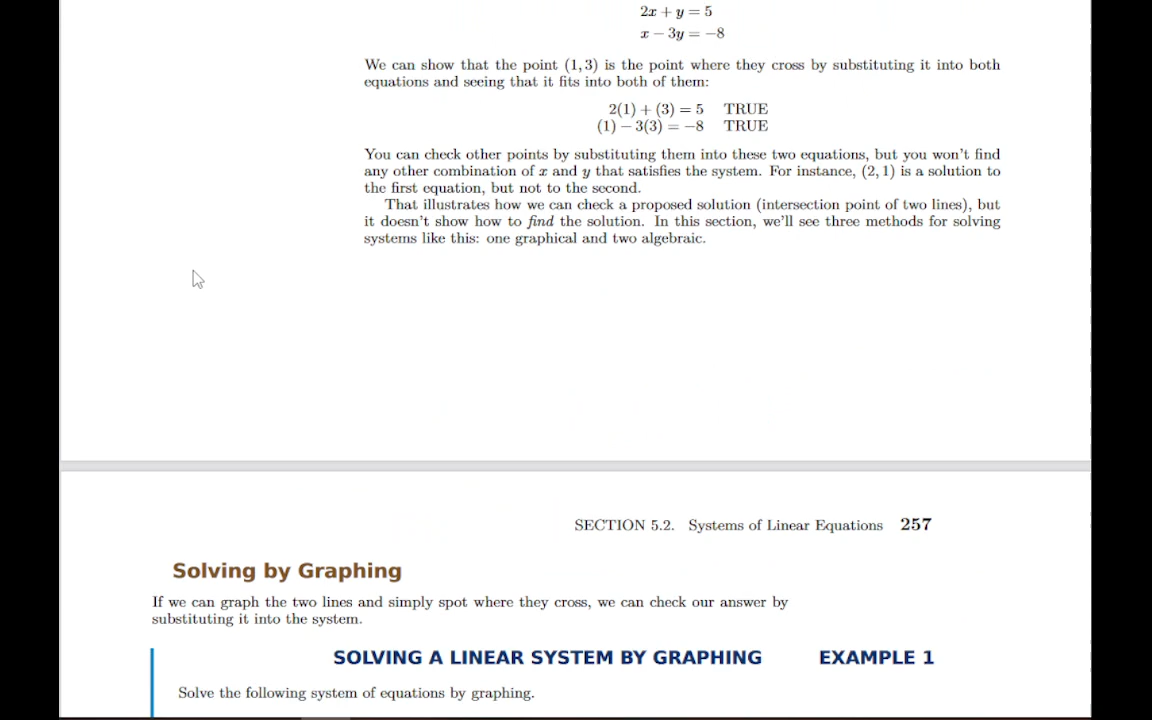 2x + y = 5
x − 3y = −8
We can show that the point (1, 3) is the point where they cross by substituting it into both
equations and seeing that it fits into both of them:
2(1) + (3) = 5 TRUE
(1) − 3(3) = −8 TRUE
You can check other points by substituting them into these two equations, but you won't find
any other combination of x and y that satisfies the system. For instance, (2, 1) is a solution to
the first equation, but not to the second.
That illustrates how we can check a proposed solution (intersection point of two lines), but
it doesn't show how to find the solution. In this section, we'll see three methods for solving
systems like this: one graphical and two algebraic.
SECTION 5.2. Systems of Linear Equations 257
Solving by Graphing
If we can graph the two lines and simply spot where they cross, we can check our answer by
substituting it into the system.
SOLVING A LINEAR SYSTEM BY GRAPHING EXAMPLE 1
Solve the following system of equations by graphing.